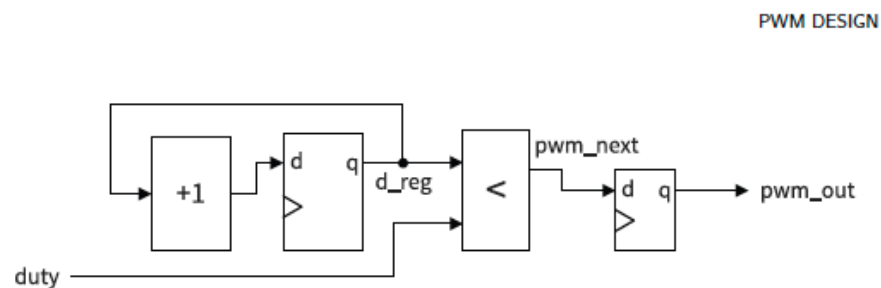 PWM DESIGN
+1
d q
d_reg
<
pwm_next
d q
pwm_out
duty